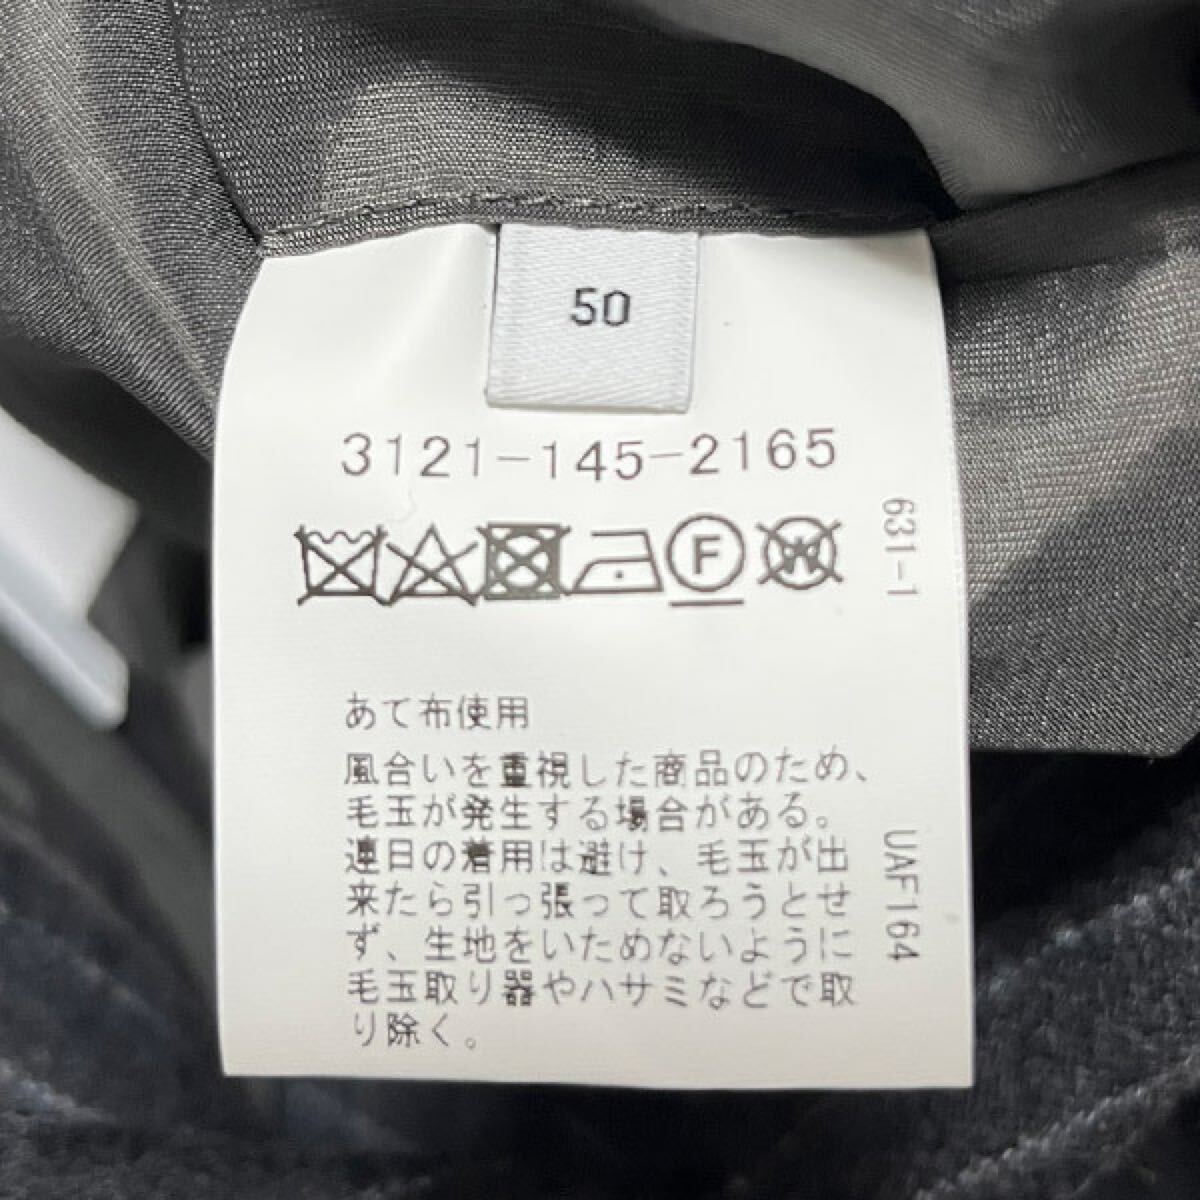 50
3121-145-2165
F
W
あて布使用
風合いを重視した商品のため、
毛玉が発生する場合がある。
連日の着用は避け、毛玉が出
来たら引っ張って取ろうとせ
ず、生地をいためないように
毛玉取り器やハサミなどで取
り除く。
631-1
UAF164